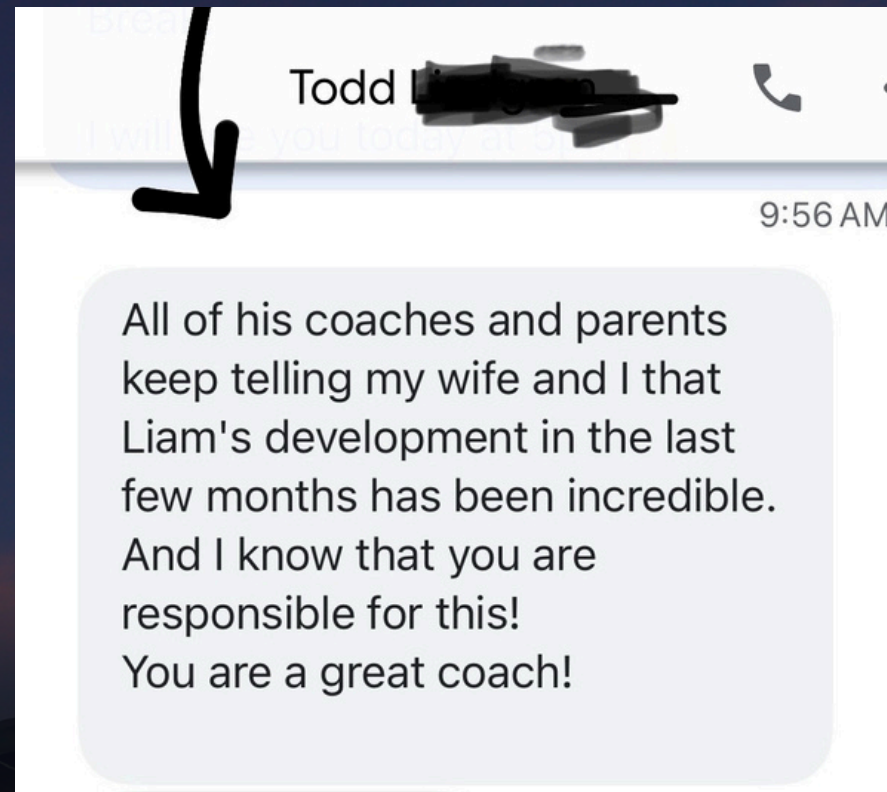 Todd
9:56 AM
All of his coaches and parents
keep telling my wife and I that
Liam's development in the last
few months has been incredible.
And I know that you are
responsible for this!
You are a great coach!